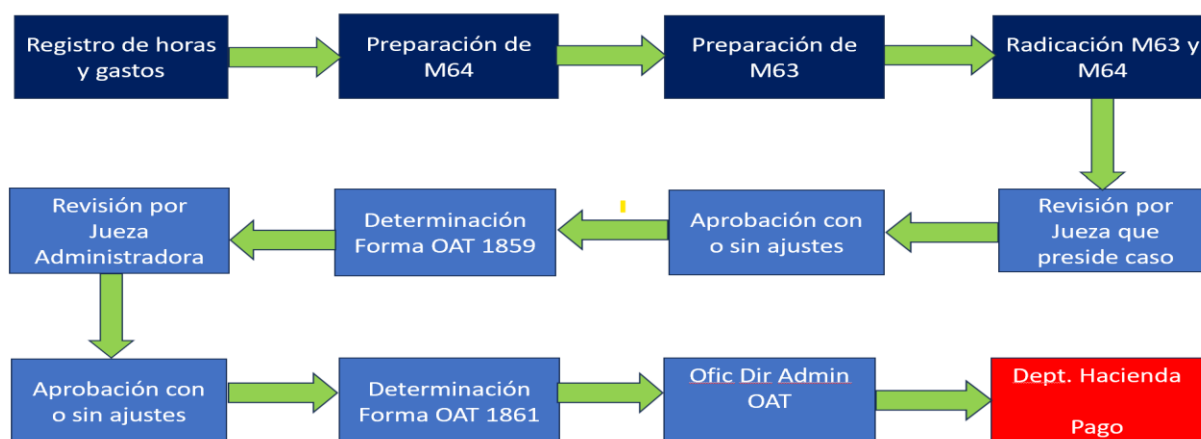 Registro de horas
y gastos
Preparación de
M64
Preparación de
M63
Radicación M63 y
M64
Revisión por
Jueza que
preside caso
Aprobación con
o sin ajustes
Determinación
Forma OAT 1859
Revisión por
Jueza
Administradora
Aprobación con
o sin ajustes
Determinación
Forma OAT 1861
Ofic Dir Admin
OAT
Dept. Hacienda
Pago